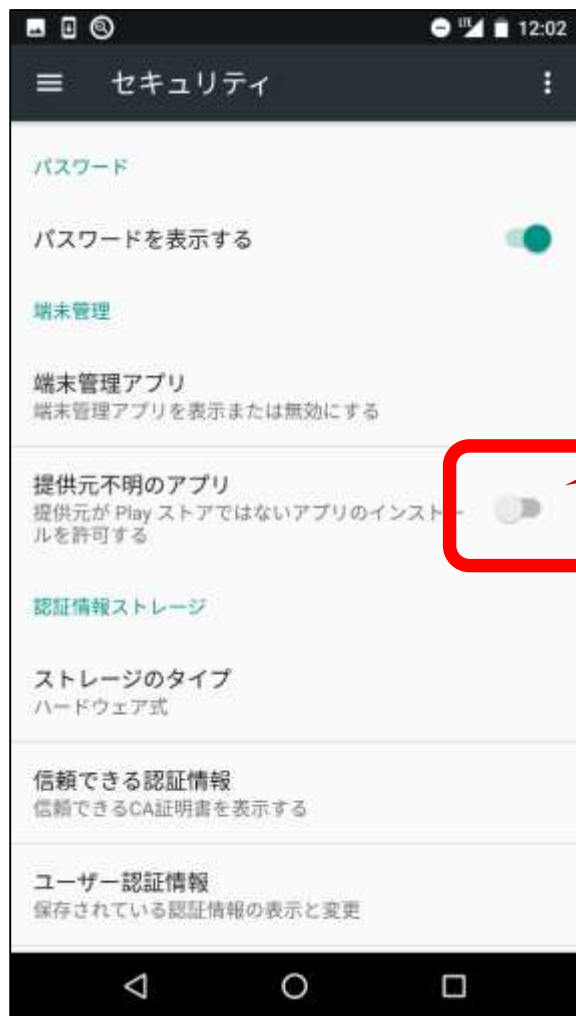 12:02
セキュリティ
パスワード
パスワードを表示する
端末管理
端末管理アプリ
端末管理アプリを表示または無効にする
提供元不明のアプリ
提供元が Play ストアではないアプリのインストー
ルを許可する
認証情報ストレージ
ストレージのタイプ
ハードウェア式
信頼できる認証情報
信頼できるCA証明書を表示する
ユーザー認証情報
保存されている認証情報の表示と変更